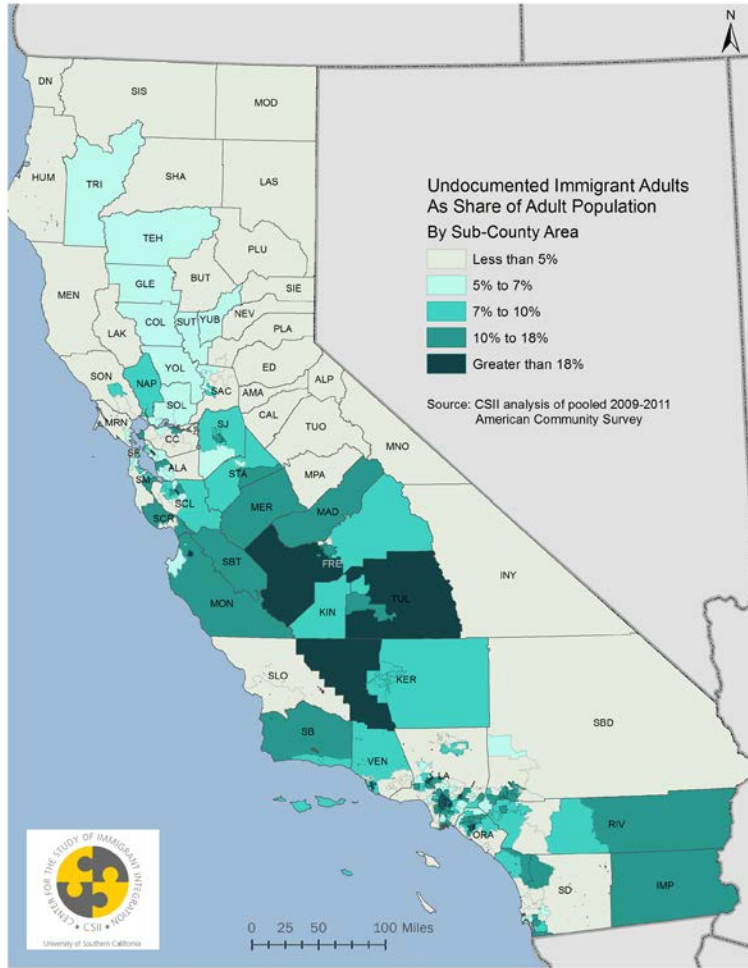 N
DN
SIS
MOD
HUM
TRI
SHA
LAS
Undocumented Immigrant Adults
As Share of Adult Population
By Sub-County Area
Less than 5%
5% to 7%
7% to 10%
10% to 18%
Greater than 18%
Source: CSII analysis of pooled 2009-2011
American Community Survey
TEH
PLU
MEN
GLE
BUT
SIE
COL
SUT
YUB
NEV
PLA
LAK
YOL
ED
SON
NAP
SAC
AMA
ALP
SOL
CAL
MRN
CC
SJ
TUO
SF
ALA
MNO
SM
STA
MPA
SCL
MER
MAD
SCR
SBT
FRE
INY
MON
KIN
TUL
SLO
KER
SBD
SB
VEN
LA
ORA
RIV
SD
IMP
CENTER FOR THE STUDY OF IMMIGRANT INTEGRATION
• CSII •
University of Southern California
0 25 50 100 Miles